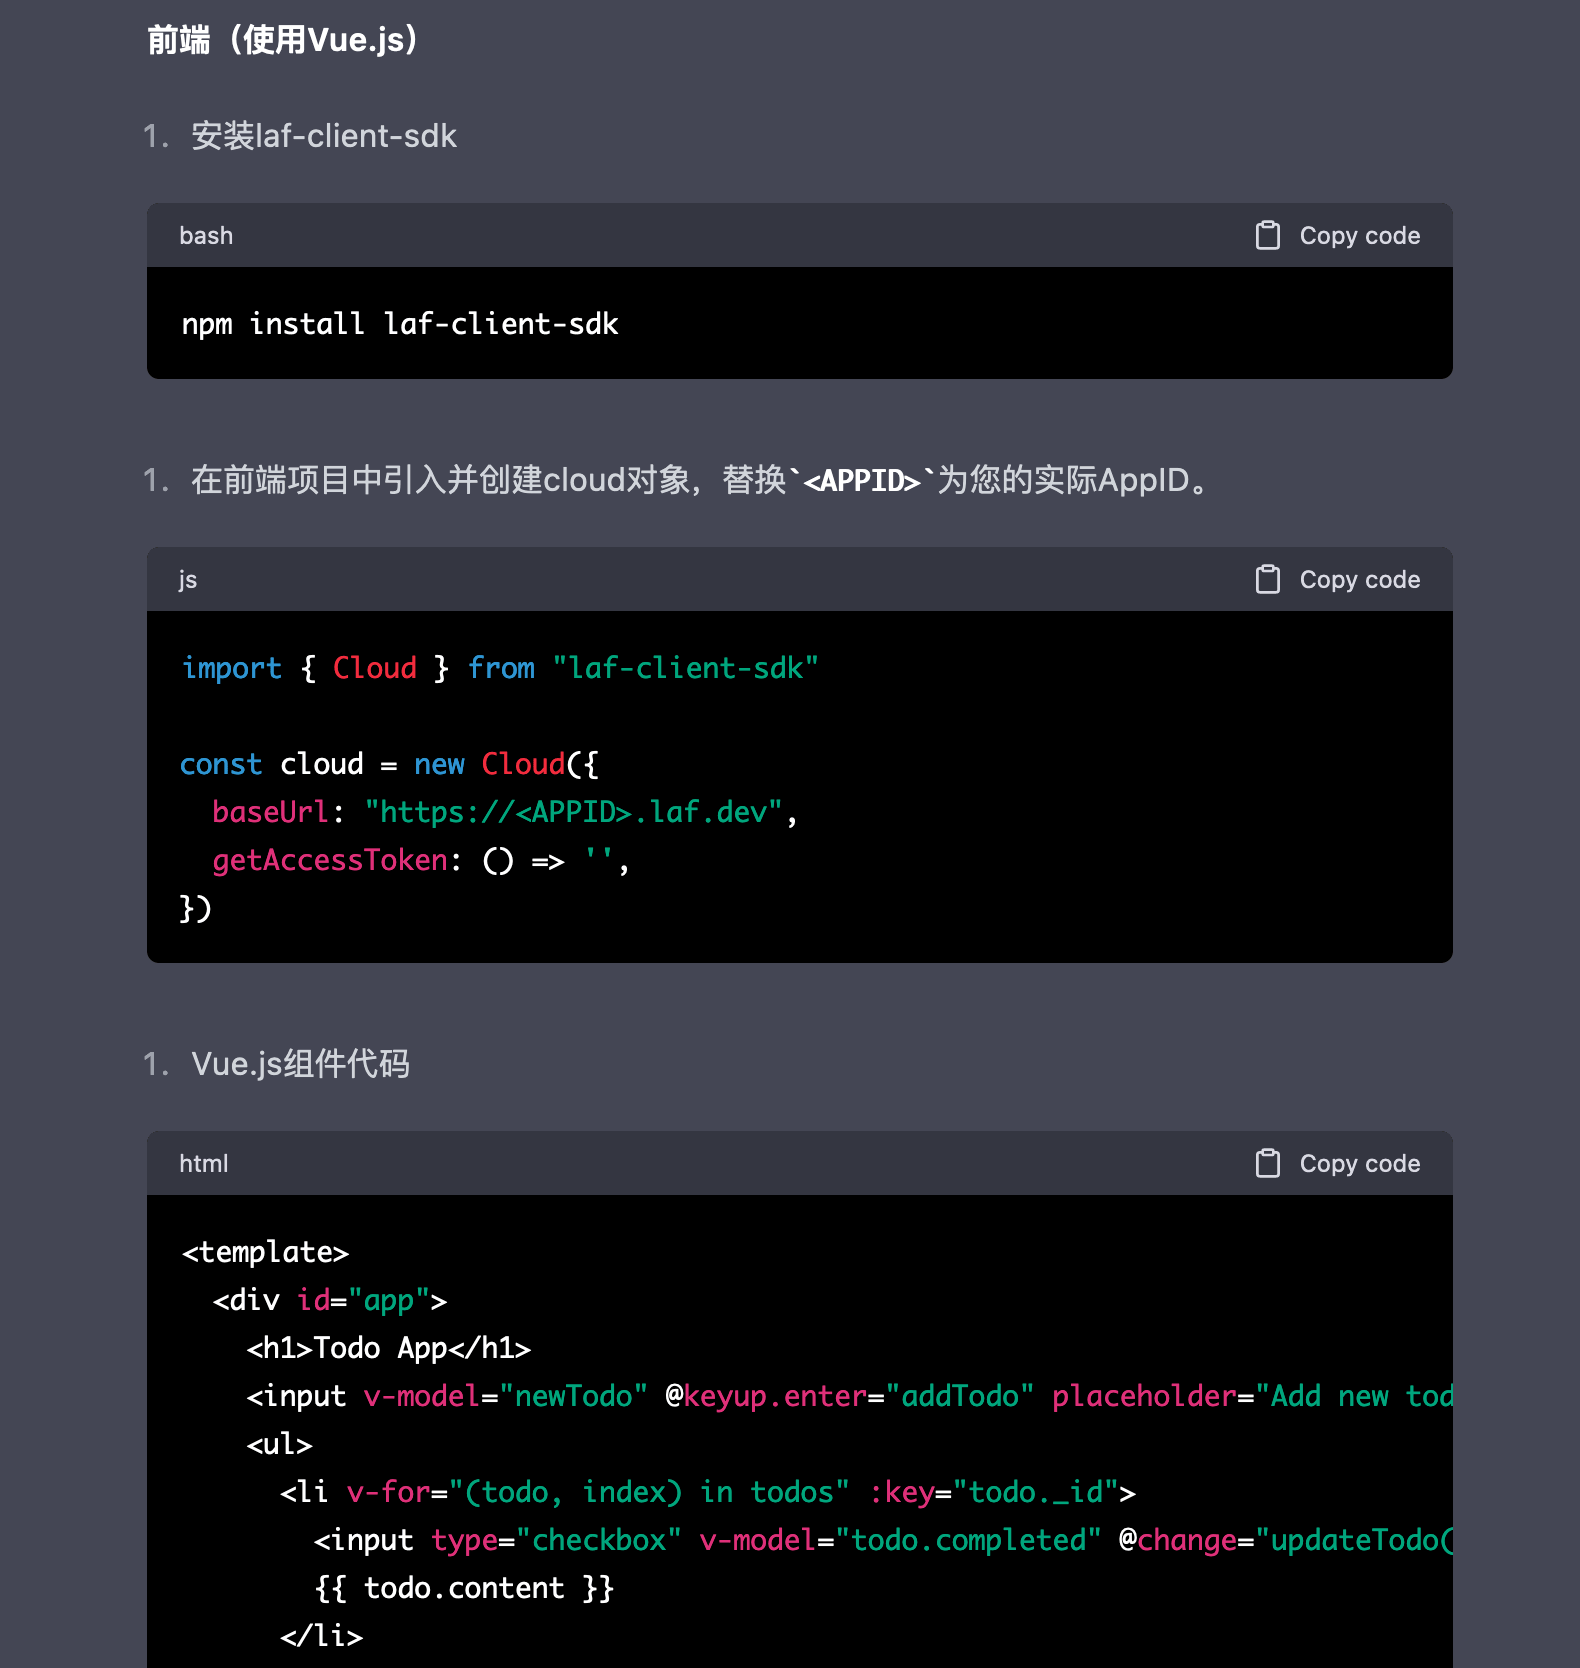 前端（使用Vue.js）
1. 安装laf-client-sdk
bash
Copy code
npm install laf-client-sdk
1. 在前端项目中引入并创建cloud对象，替换`<APPID>`为您的实际AppID。
js
Copy code
import { Cloud } from "laf-client-sdk"
const cloud = new Cloud({
  baseUrl: "https://<APPID>.laf.dev",
  getAccessToken: () => '',
})
1. Vue.js组件代码
html
Copy code
<template>
  <div id="app">
    <h1>Todo App</h1>
    <input v-model="newTodo" @keyup.enter="addTodo" placeholder="Add new tod
    <ul>
      <li v-for="(todo, index) in todos" :key="todo._id">
        <input type="checkbox" v-model="todo.completed" @change="updateTodo(
        {{ todo.content }}
      </li>